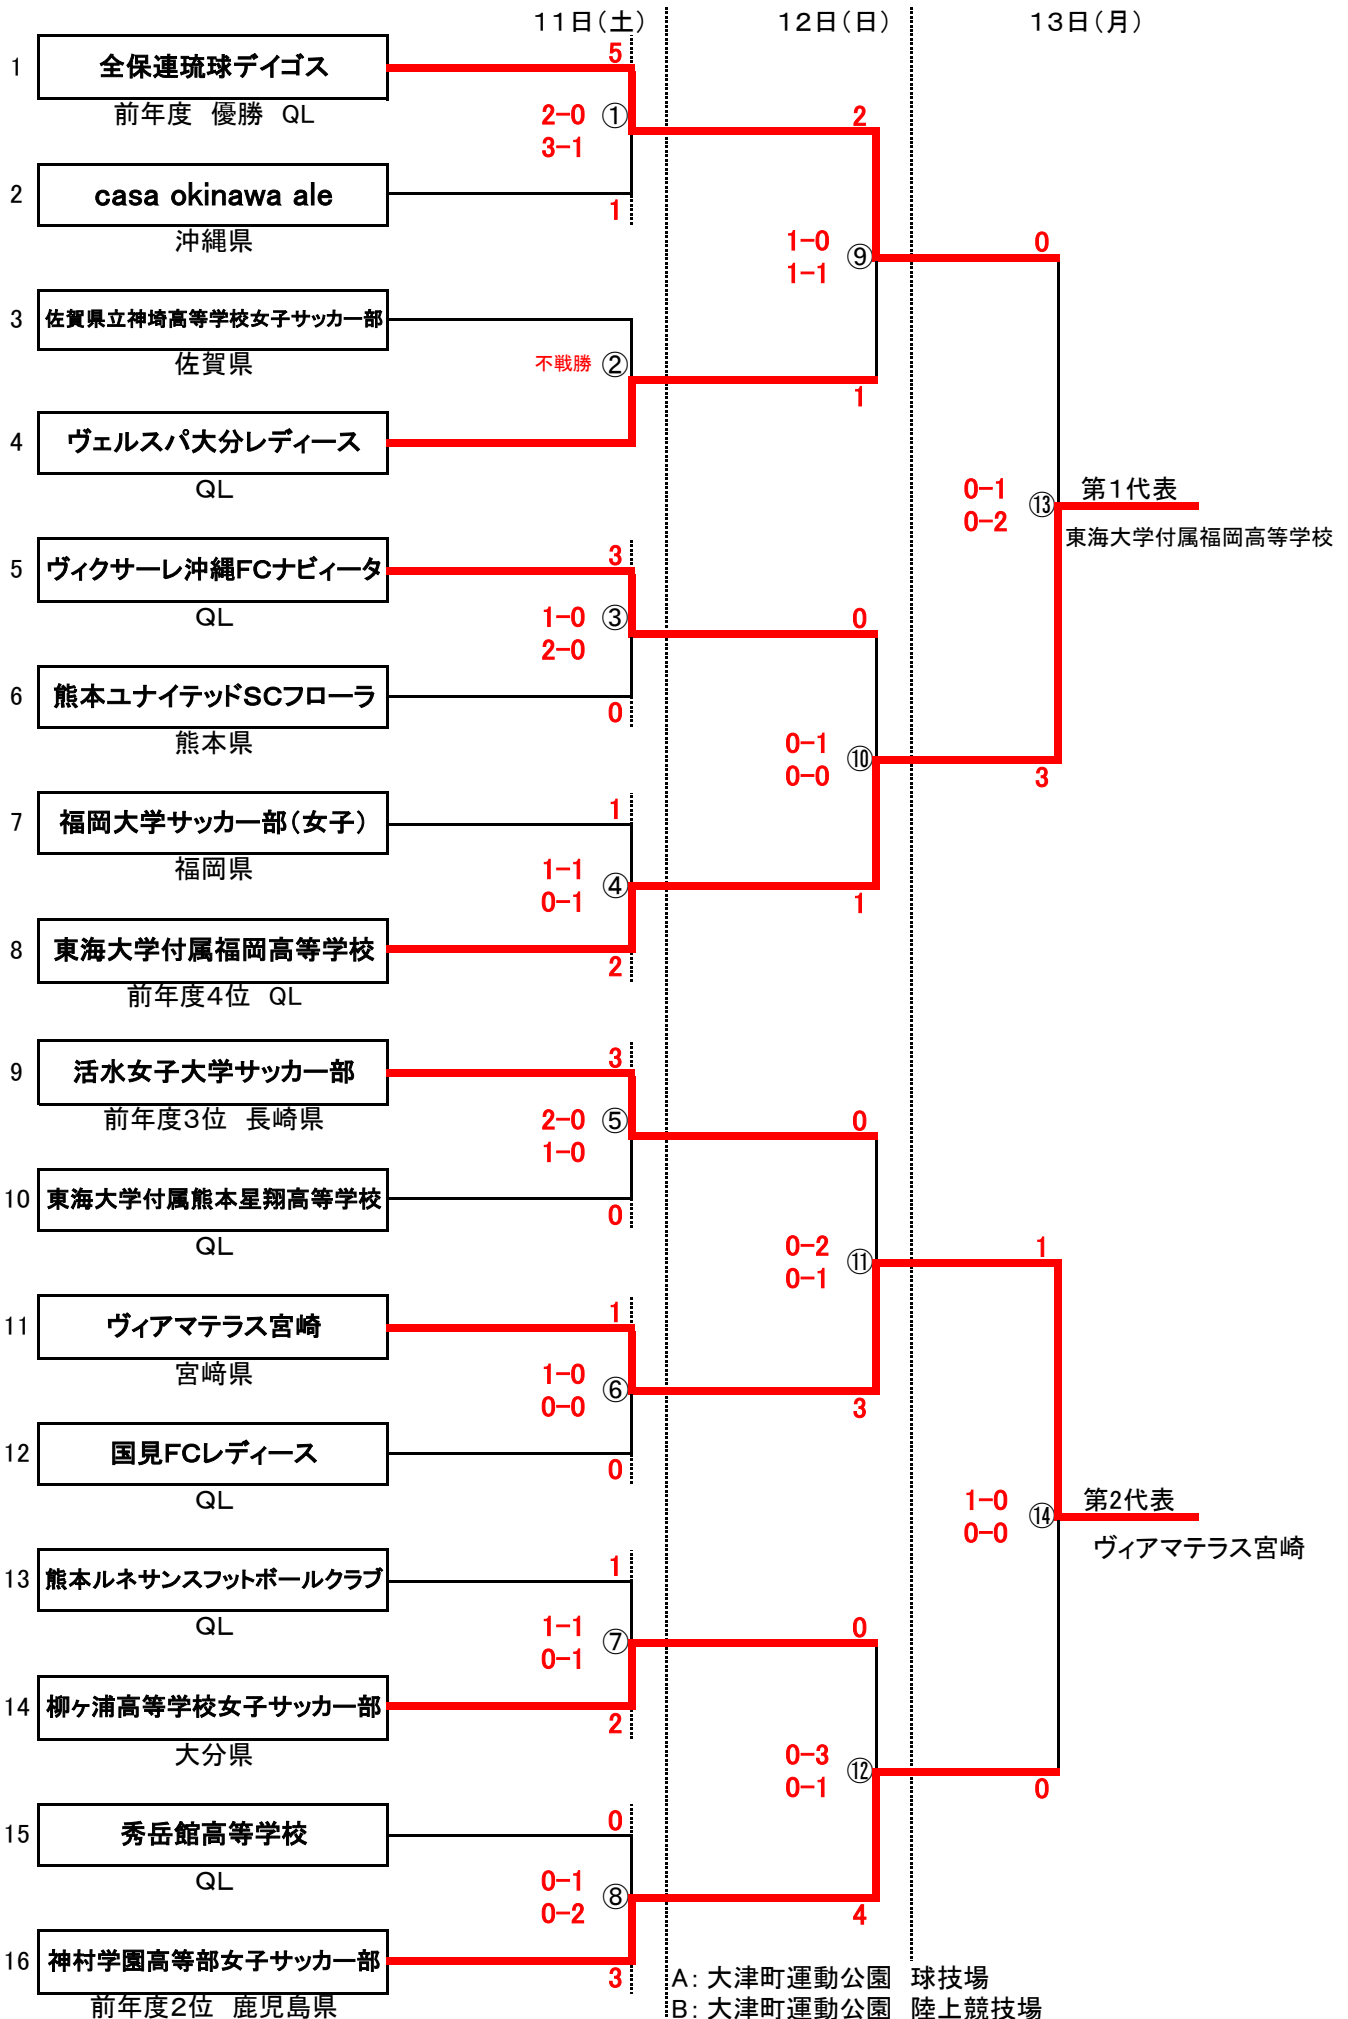 11日(土)
12日(日)
13日(月)
1
全保連琉球デイゴス
前年度　優勝　QL
5
2-0
3-1
①
2
casa okinawa ale
沖縄県
1
2
1-0
1-1
⑨
0
3
佐賀県立神埼高等学校女子サッカー部
佐賀県
不戦勝
②
4
ヴェルスパ大分レディース
QL
1
0-1
0-2
⑬
第1代表
東海大学付属福岡高等学校
5
ヴィクサーレ沖縄FCナビィータ
QL
3
1-0
2-0
③
0
6
熊本ユナイテッドSCフローラ
熊本県
0
0-1
0-0
⑩
3
7
福岡大学サッカー部(女子)
福岡県
1
1-1
0-1
④
1
8
東海大学付属福岡高等学校
前年度4位　QL
2
9
活水女子大学サッカー部
前年度3位　長崎県
3
2-0
1-0
⑤
0
10
東海大学付属熊本星翔高等学校
QL
0
0-2
0-1
⑪
1
11
ヴィアマテラス宮崎
宮﨑県
1
1-0
0-0
⑥
3
12
国見FCレディース
QL
0
1-0
0-0
⑭
第2代表
ヴィアマテラス宮崎
13
熊本ルネサンスフットボールクラブ
QL
1
1-1
0-1
⑦
0
14
柳ヶ浦高等学校女子サッカー部
大分県
2
0-3
0-1
⑫
0
15
秀岳館高等学校
QL
0
0-1
0-2
⑧
4
16
神村学園高等部女子サッカー部
前年度2位　鹿児島県
3
A: 大津町運動公園　球技場
B: 大津町運動公園　陸上競技場